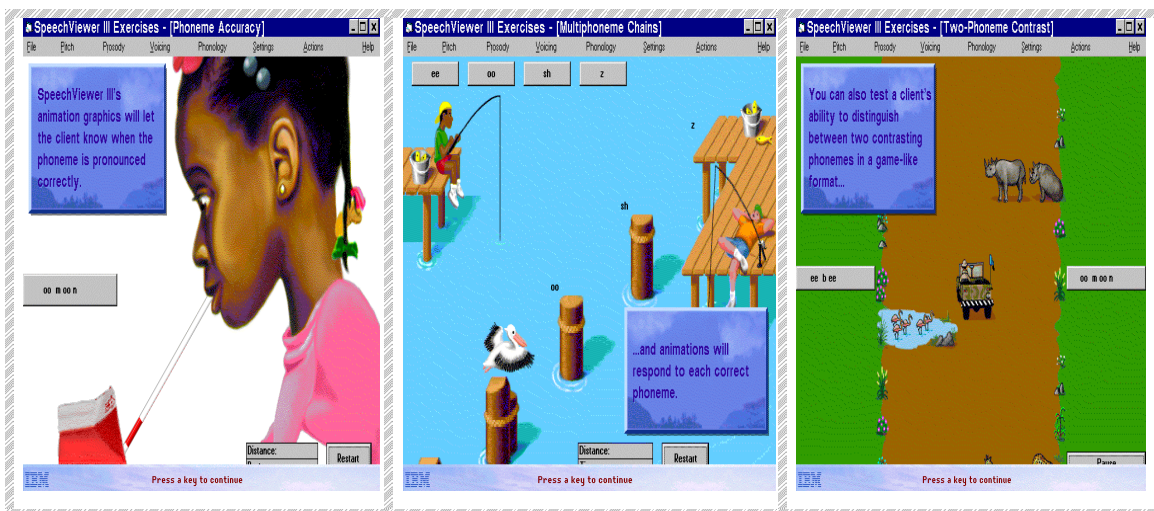 SpeechViewer III Exercises - [Phoneme Accuracy]
File Pitch Prosody Voicing Phonology Settings Actions Help
SpeechViewer III's
animation graphics will let
the client know when the
phoneme is pronounced
correctly.
oo moon
Distance:
Restart
IBM
Press a key to continue
SpeechViewer III Exercises - [Multiphoneme Chains]
File Pitch Prosody Voicing Phonology Settings Actions Help
ee oo sh z
z
sh
oo
...and animations will
respond to each correct
phoneme.
Distance:
Restart
IBM
Press a key to continue
SpeechViewer III Exercises - [Two-Phoneme Contrast]
File Pitch Prosody Voicing Phonology Settings Actions Help
You can also test a client's
ability to distinguish
between two contrasting
phonemes in a game-like
format...
ee bee
oo moon
Pause
IBM
Press a key to continue